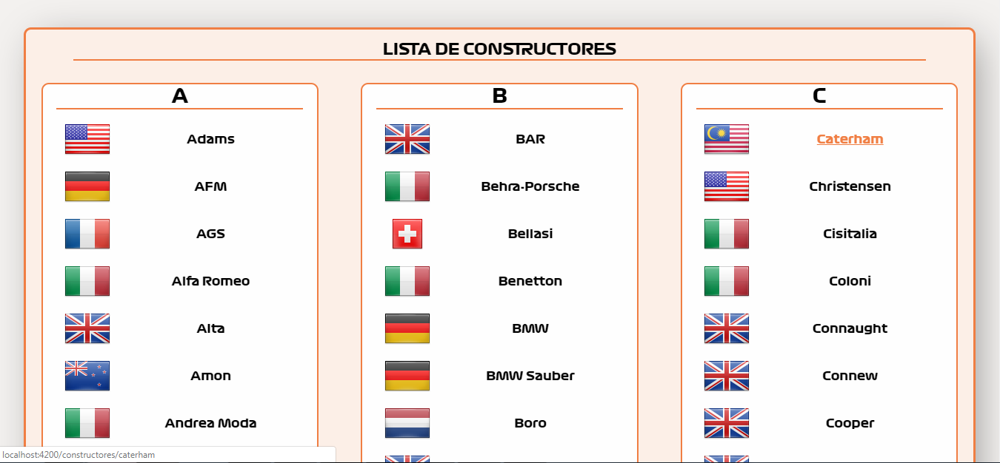 LISTA DE CONSTRUCTORES
A
Adams
AFM
AGS
Alfa Romeo
Alta
Amon
Andrea Moda
B
BAR
Behra-Porsche
Bellasi
Benetton
BMW
BMW Sauber
Boro
C
Caterham
Christensen
Cisitalia
Coloni
Connaught
Connew
Cooper
localhost:4200/constructores/caterham